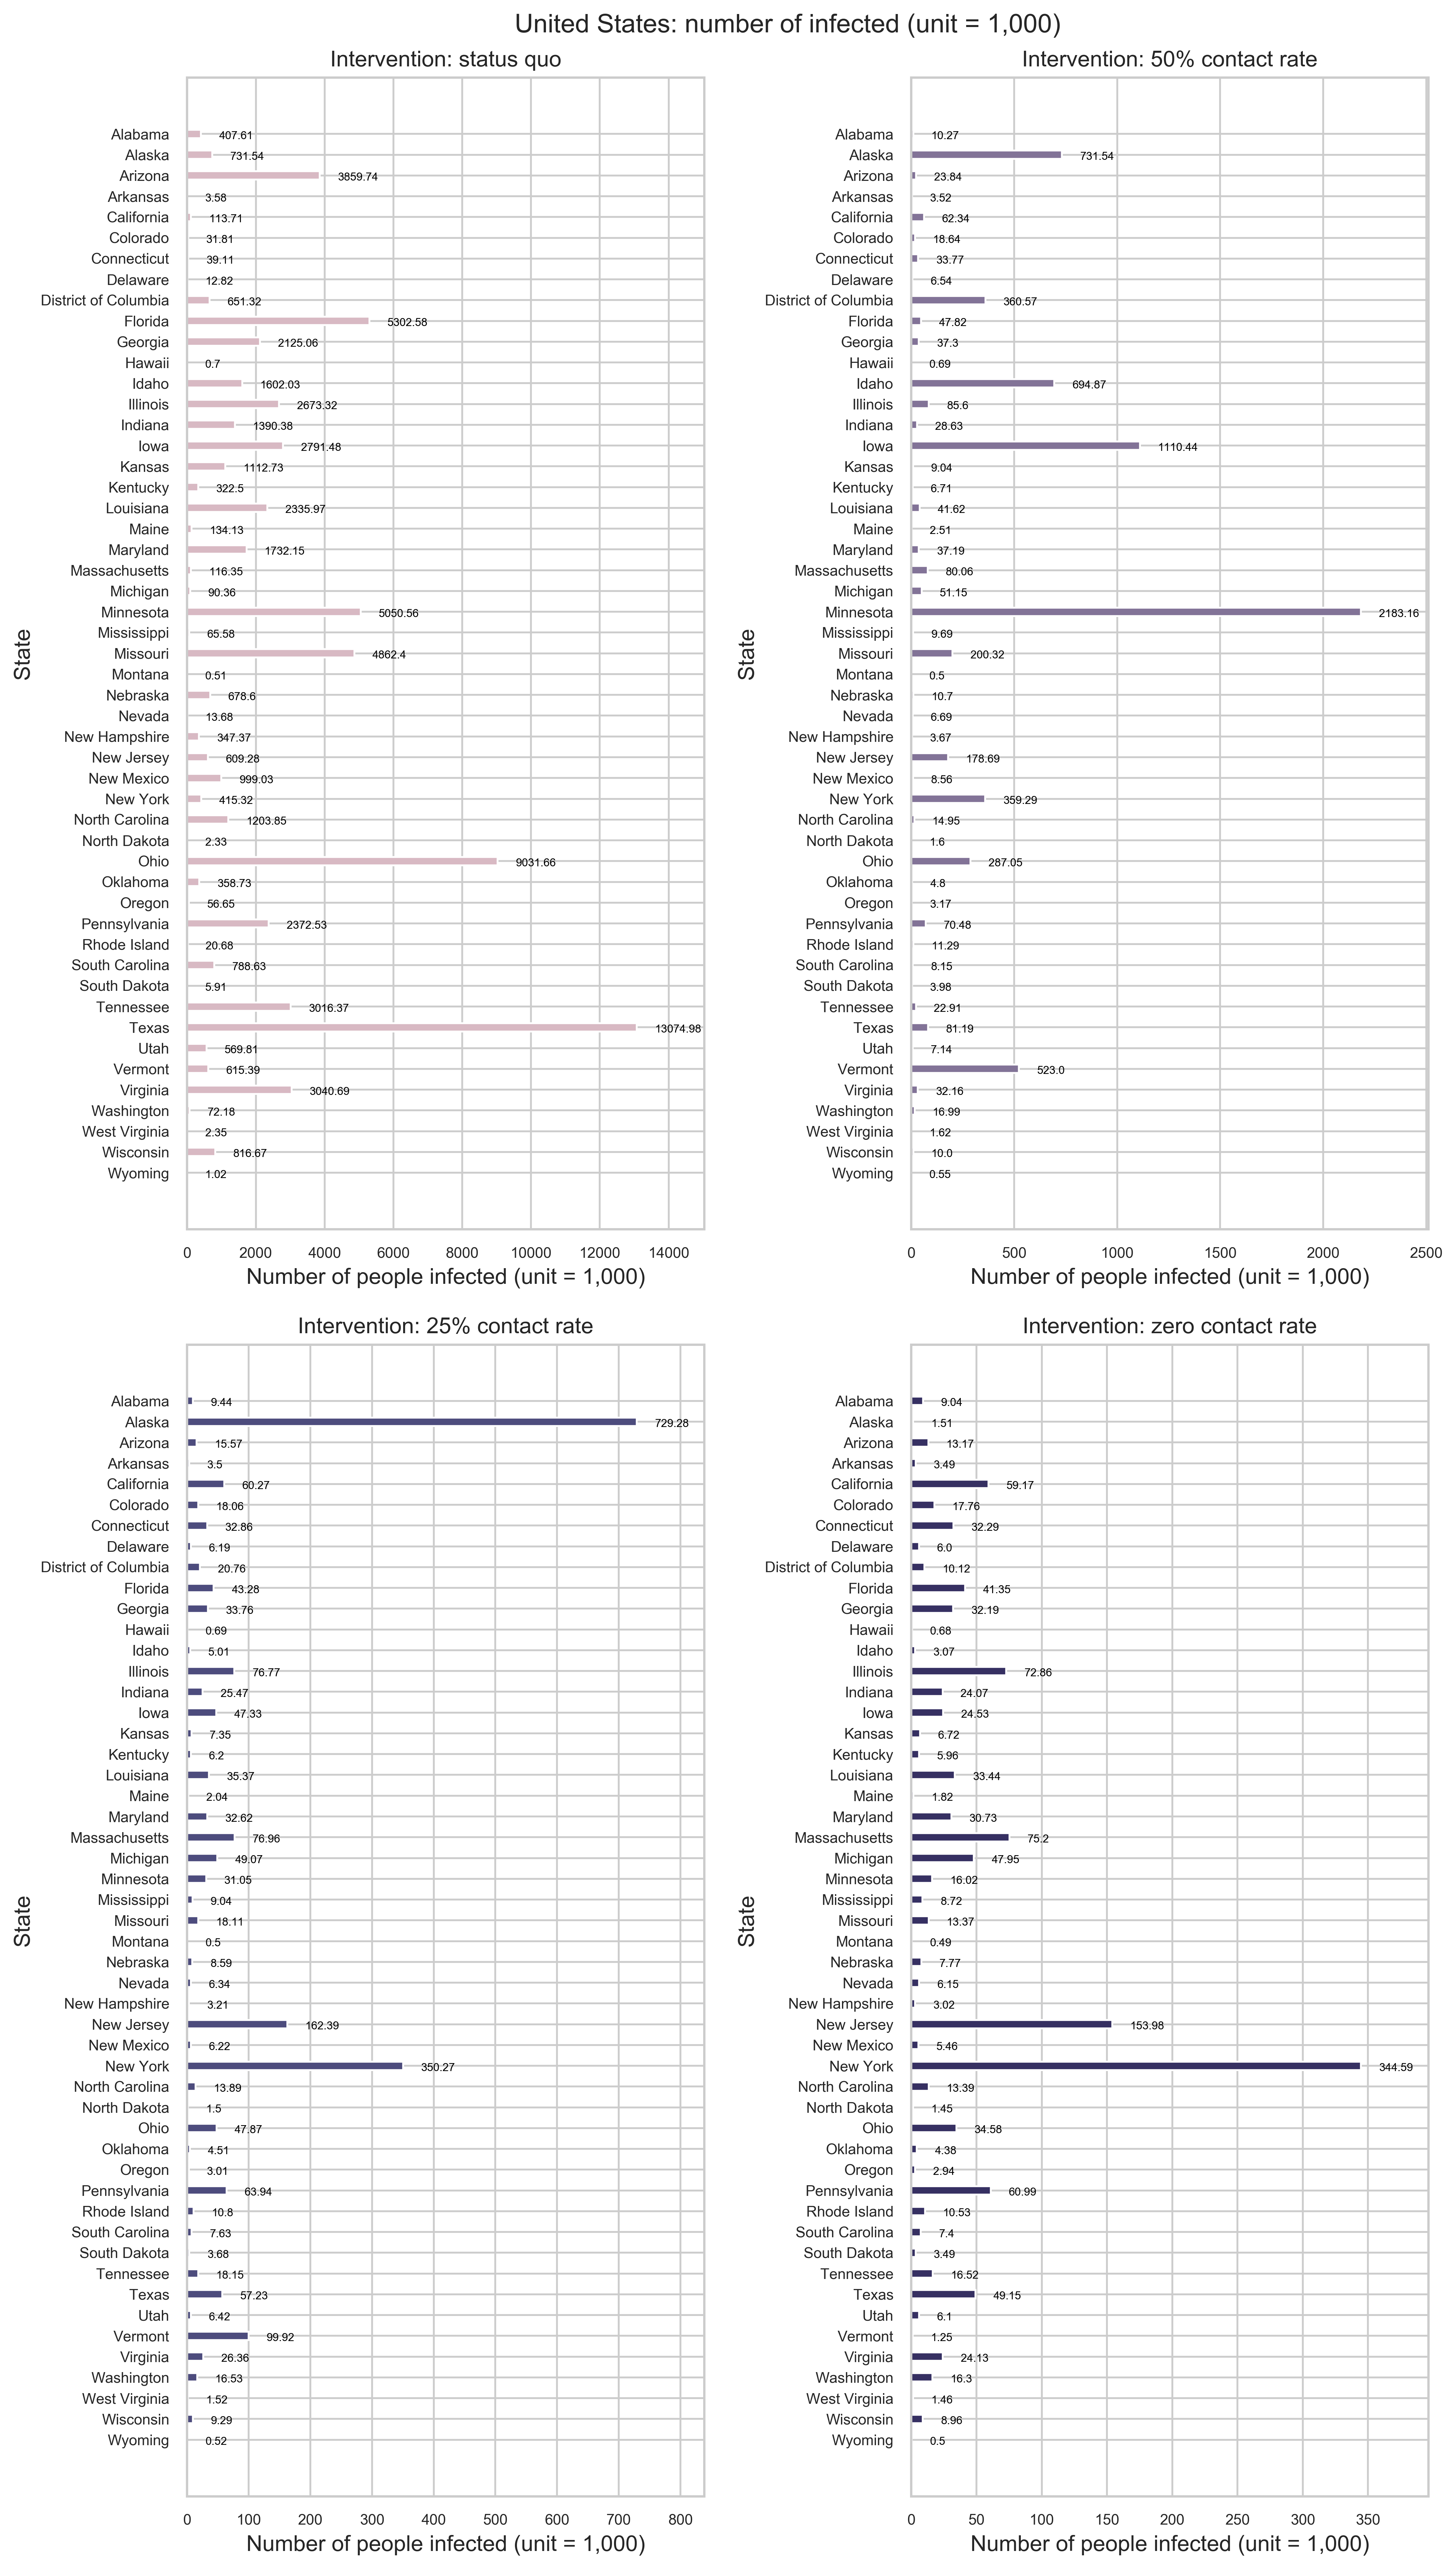 United States: number of infected (unit = 1,000)
Intervention: status quo
State
Alabama 407.61
Alaska 731.54
Arizona 3859.74
Arkansas 3.58
California 113.71
Colorado 31.81
Connecticut 39.11
Delaware 12.82
District of Columbia 651.32
Florida 5302.58
Georgia 2125.06
Hawaii 0.7
Idaho 1602.03
Illinois 2673.32
Indiana 1390.38
Iowa 2791.48
Kansas 1112.73
Kentucky 322.5
Louisiana 2335.97
Maine 134.13
Maryland 1732.15
Massachusetts 116.35
Michigan 90.36
Minnesota 5050.56
Mississippi 65.58
Missouri 4862.4
Montana 0.51
Nebraska 678.6
Nevada 13.68
New Hampshire 347.37
New Jersey 609.28
New Mexico 999.03
New York 415.32
North Carolina 1203.85
North Dakota 2.33
Ohio 9031.66
Oklahoma 358.73
Oregon 56.65
Pennsylvania 2372.53
Rhode Island 20.68
South Carolina 788.63
South Dakota 5.91
Tennessee 3016.37
Texas 13074.98
Utah 569.81
Vermont 615.39
Virginia 3040.69
Washington 72.18
West Virginia 2.35
Wisconsin 816.67
Wyoming 1.02
0 2000 4000 6000 8000 10000 12000 14000
Number of people infected (unit = 1,000)
Intervention: 50% contact rate
State
Alabama 10.27
Alaska 731.54
Arizona 23.84
Arkansas 3.52
California 62.34
Colorado 18.64
Connecticut 33.77
Delaware 6.54
District of Columbia 360.57
Florida 47.82
Georgia 37.3
Hawaii 0.69
Idaho 694.87
Illinois 85.6
Indiana 28.63
Iowa 1110.44
Kansas 9.04
Kentucky 6.71
Louisiana 41.62
Maine 2.51
Maryland 37.19
Massachusetts 80.06
Michigan 51.15
Minnesota 2183.16
Mississippi 9.69
Missouri 200.32
Montana 0.5
Nebraska 10.7
Nevada 6.69
New Hampshire 3.67
New Jersey 178.69
New Mexico 8.56
New York 359.29
North Carolina 14.95
North Dakota 1.6
Ohio 287.05
Oklahoma 4.8
Oregon 3.17
Pennsylvania 70.48
Rhode Island 11.29
South Carolina 8.15
South Dakota 3.98
Tennessee 22.91
Texas 81.19
Utah 7.14
Vermont 523.0
Virginia 32.16
Washington 16.99
West Virginia 1.62
Wisconsin 10.0
Wyoming 0.55
0 500 1000 1500 2000 2500
Number of people infected (unit = 1,000)
Intervention: 25% contact rate
State
Alabama 9.44
Alaska 729.28
Arizona 15.57
Arkansas 3.5
California 60.27
Colorado 18.06
Connecticut 32.86
Delaware 6.19
District of Columbia 20.76
Florida 43.28
Georgia 33.76
Hawaii 0.69
Idaho 5.01
Illinois 76.77
Indiana 25.47
Iowa 47.33
Kansas 7.35
Kentucky 6.2
Louisiana 35.37
Maine 2.04
Maryland 32.62
Massachusetts 76.96
Michigan 49.07
Minnesota 31.05
Mississippi 9.04
Missouri 18.11
Montana 0.5
Nebraska 8.59
Nevada 6.34
New Hampshire 3.21
New Jersey 162.39
New Mexico 6.22
New York 350.27
North Carolina 13.89
North Dakota 1.5
Ohio 47.87
Oklahoma 4.51
Oregon 3.01
Pennsylvania 63.94
Rhode Island 10.8
South Carolina 7.63
South Dakota 3.68
Tennessee 18.15
Texas 57.23
Utah 6.42
Vermont 99.92
Virginia 26.36
Washington 16.53
West Virginia 1.52
Wisconsin 9.29
Wyoming 0.52
0 100 200 300 400 500 600 700 800
Number of people infected (unit = 1,000)
Intervention: zero contact rate
State
Alabama 9.04
Alaska 1.51
Arizona 13.17
Arkansas 3.49
California 59.17
Colorado 17.76
Connecticut 32.29
Delaware 6.0
District of Columbia 10.12
Florida 41.35
Georgia 32.19
Hawaii 0.68
Idaho 3.07
Illinois 72.86
Indiana 24.07
Iowa 24.53
Kansas 6.72
Kentucky 5.96
Louisiana 33.44
Maine 1.82
Maryland 30.73
Massachusetts 75.2
Michigan 47.95
Minnesota 16.02
Mississippi 8.72
Missouri 13.37
Montana 0.49
Nebraska 7.77
Nevada 6.15
New Hampshire 3.02
New Jersey 153.98
New Mexico 5.46
New York 344.59
North Carolina 13.39
North Dakota 1.45
Ohio 34.58
Oklahoma 4.38
Oregon 2.94
Pennsylvania 60.99
Rhode Island 10.53
South Carolina 7.4
South Dakota 3.49
Tennessee 16.52
Texas 49.15
Utah 6.1
Vermont 1.25
Virginia 24.13
Washington 16.3
West Virginia 1.46
Wisconsin 8.96
Wyoming 0.5
0 50 100 150 200 250 300 350
Number of people infected (unit = 1,000)